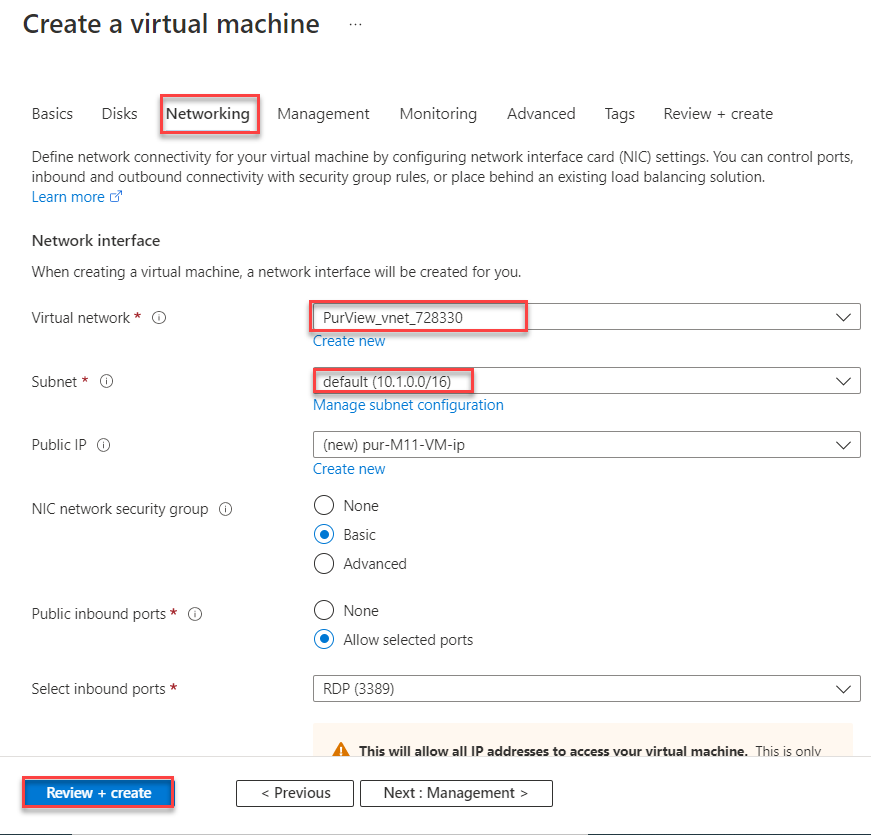 Create a virtual machine ...
Basics Disks Networking Management Monitoring Advanced Tags Review + create
Define network connectivity for your virtual machine by configuring network interface card (NIC) settings. You can control ports,
inbound and outbound connectivity with security group rules, or place behind an existing load balancing solution.
Learn more
Network interface
When creating a virtual machine, a network interface will be created for you.
Virtual network *
PurView_vnet_728330
Create new
Subnet *
default (10.1.0.0/16)
Manage subnet configuration
Public IP
(new) pur-M11-VM-ip
Create new
NIC network security group
None
Basic
Advanced
Public inbound ports *
None
Allow selected ports
Select inbound ports *
RDP (3389)
This will allow all IP addresses to access your virtual machine. This is only
Review + create
< Previous
Next : Management >